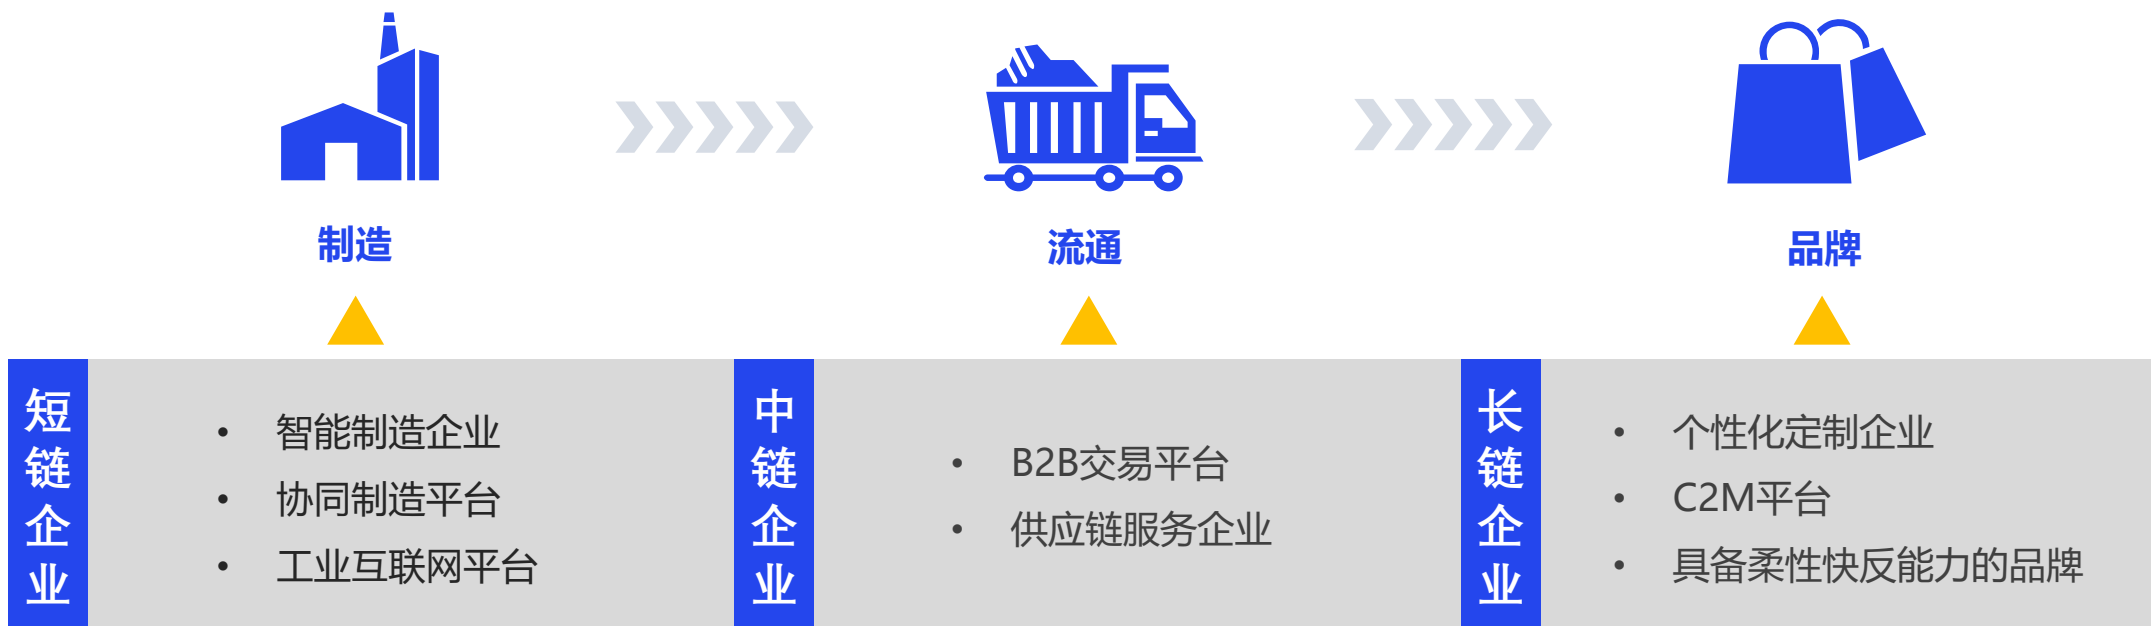 制造
流通
品牌
短链企业
• 智能制造企业
• 协同制造平台
• 工业互联网平台
中链企业
• B2B交易平台
• 供应链服务企业
长链企业
• 个性化定制企业
• C2M平台
• 具备柔性快反能力的品牌